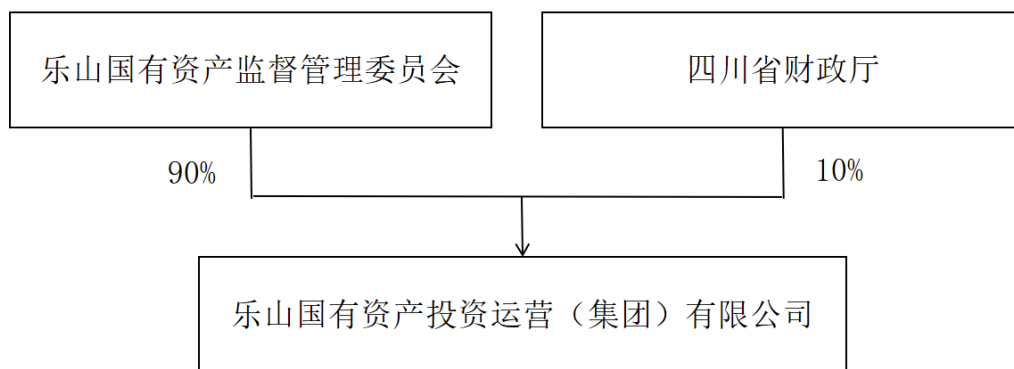 乐山国有资产监督管理委员会
四川省财政厅
90%
10%
乐山国有资产投资运营（集团）有限公司